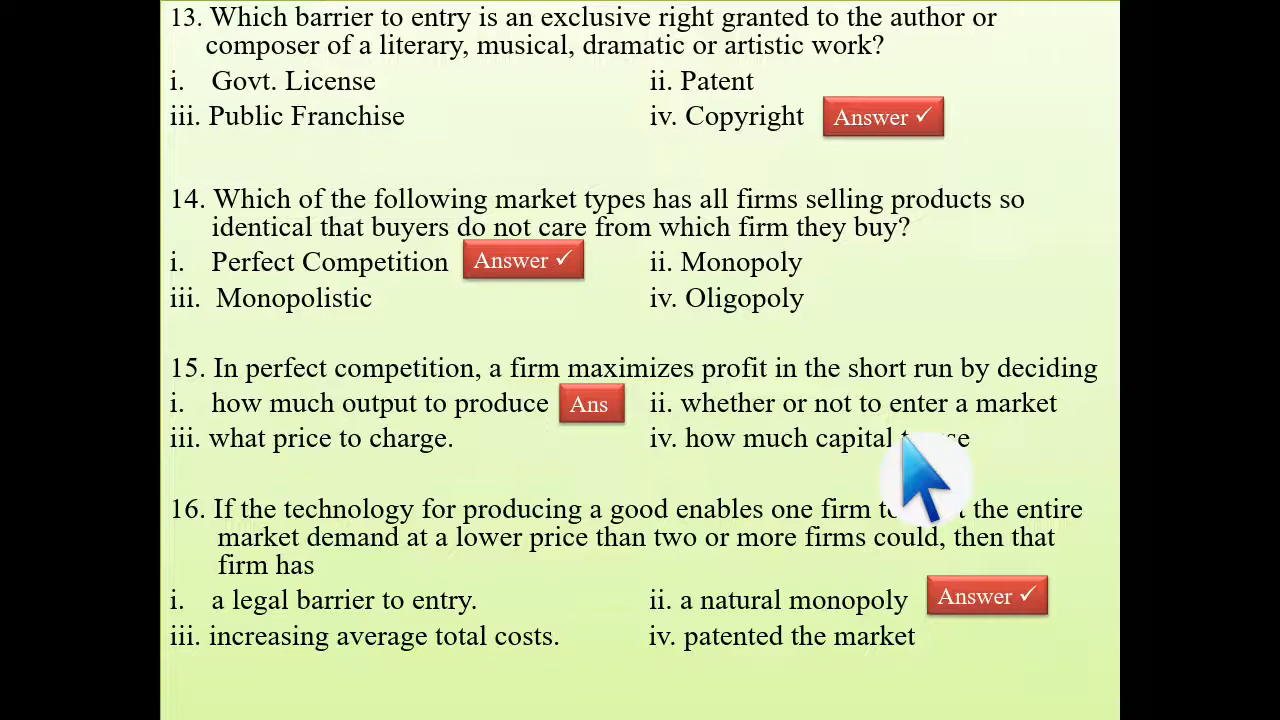 13. Which barrier to entry is an exclusive right granted to the author or
composer of a literary, musical, dramatic or artistic work?
i. Govt. License ii. Patent
iii. Public Franchise iv. Copyright Answer ✓
14. Which of the following market types has all firms selling products so
identical that buyers do not care from which firm they buy?
i. Perfect Competition Answer ✓ ii. Monopoly
iii. Monopolistic iv. Oligopoly
15. In perfect competition, a firm maximizes profit in the short run by deciding
i. how much output to produce Ans ii. whether or not to enter a market
iii. what price to charge. iv. how much capital
16. If the technology for producing a good enables one firm the entire
market demand at a lower price than two or more firms could, then that
firm has
i. a legal barrier to entry. ii. a natural monopoly Answer ✓
iii. increasing average total costs. iv. patented the market